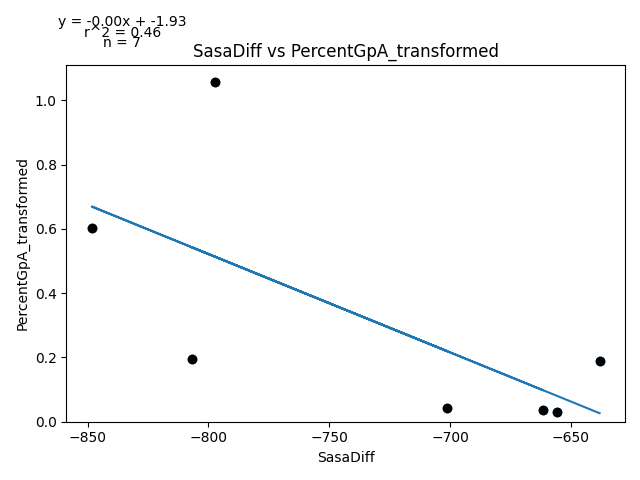 y = -0.00x + -1.93
r^2 = 0.46
n = 7
SasaDiff vs PercentGpA_transformed
1.0
0.8
0.6
0.4
0.2
0.0
PercentGpA_transformed
−850 −800 −750 −700 −650
SasaDiff